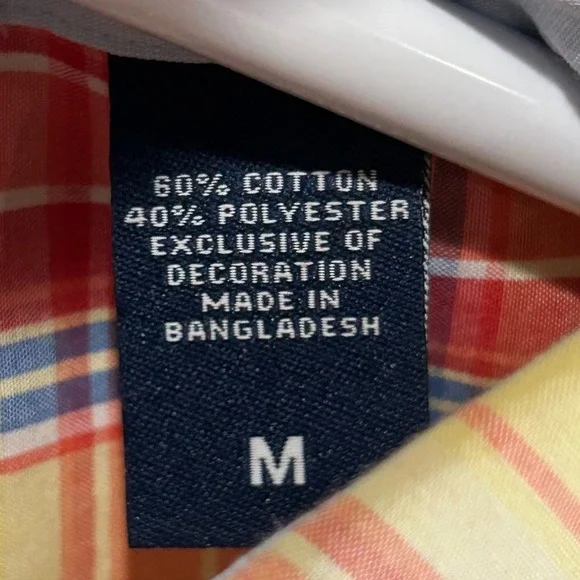 60% COTTON
40% POLYESTER
EXCLUSIVE OF
DECORATION
MADE IN
BANGLADESH
M